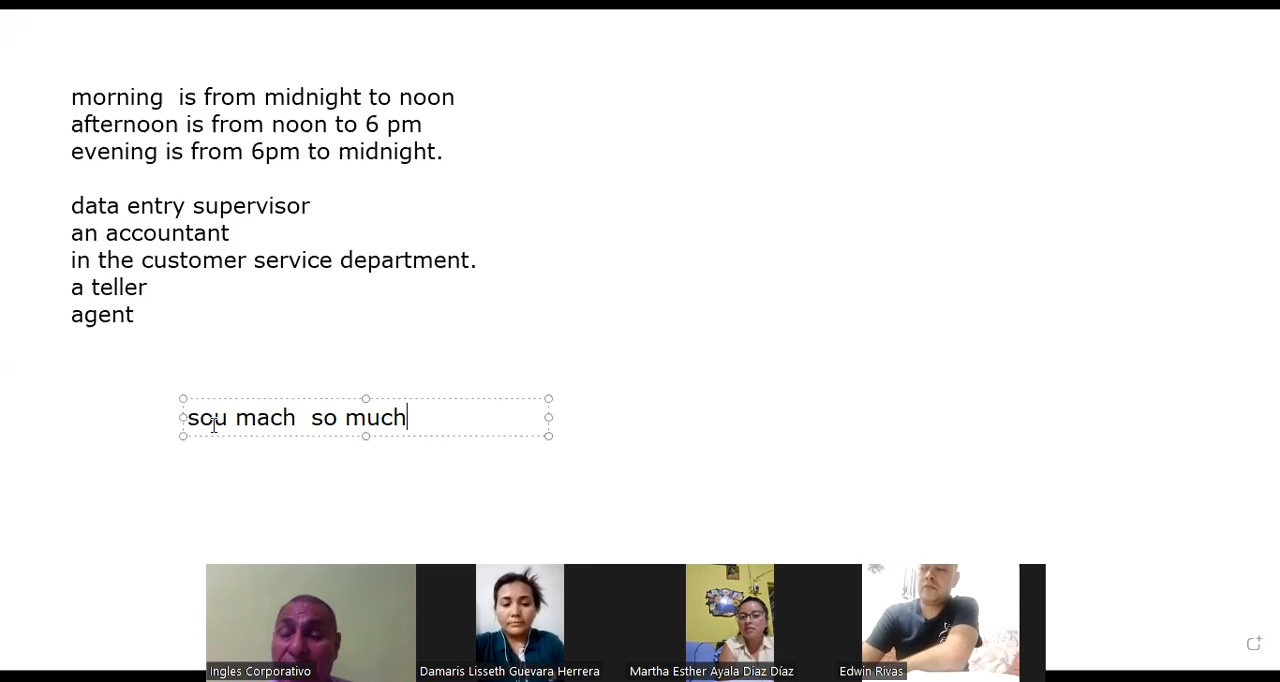 morning  is from midnight to noon
afternoon is from noon to 6 pm
evening is from 6pm to midnight.
data entry supervisor
an accountant
in the customer service department.
a teller
agent
sou mach  so much
Ingles Corporativo
Damaris Lisseth Guevara Herrera
Martha Esther Ayala Diaz Díaz
Edwin Rivas